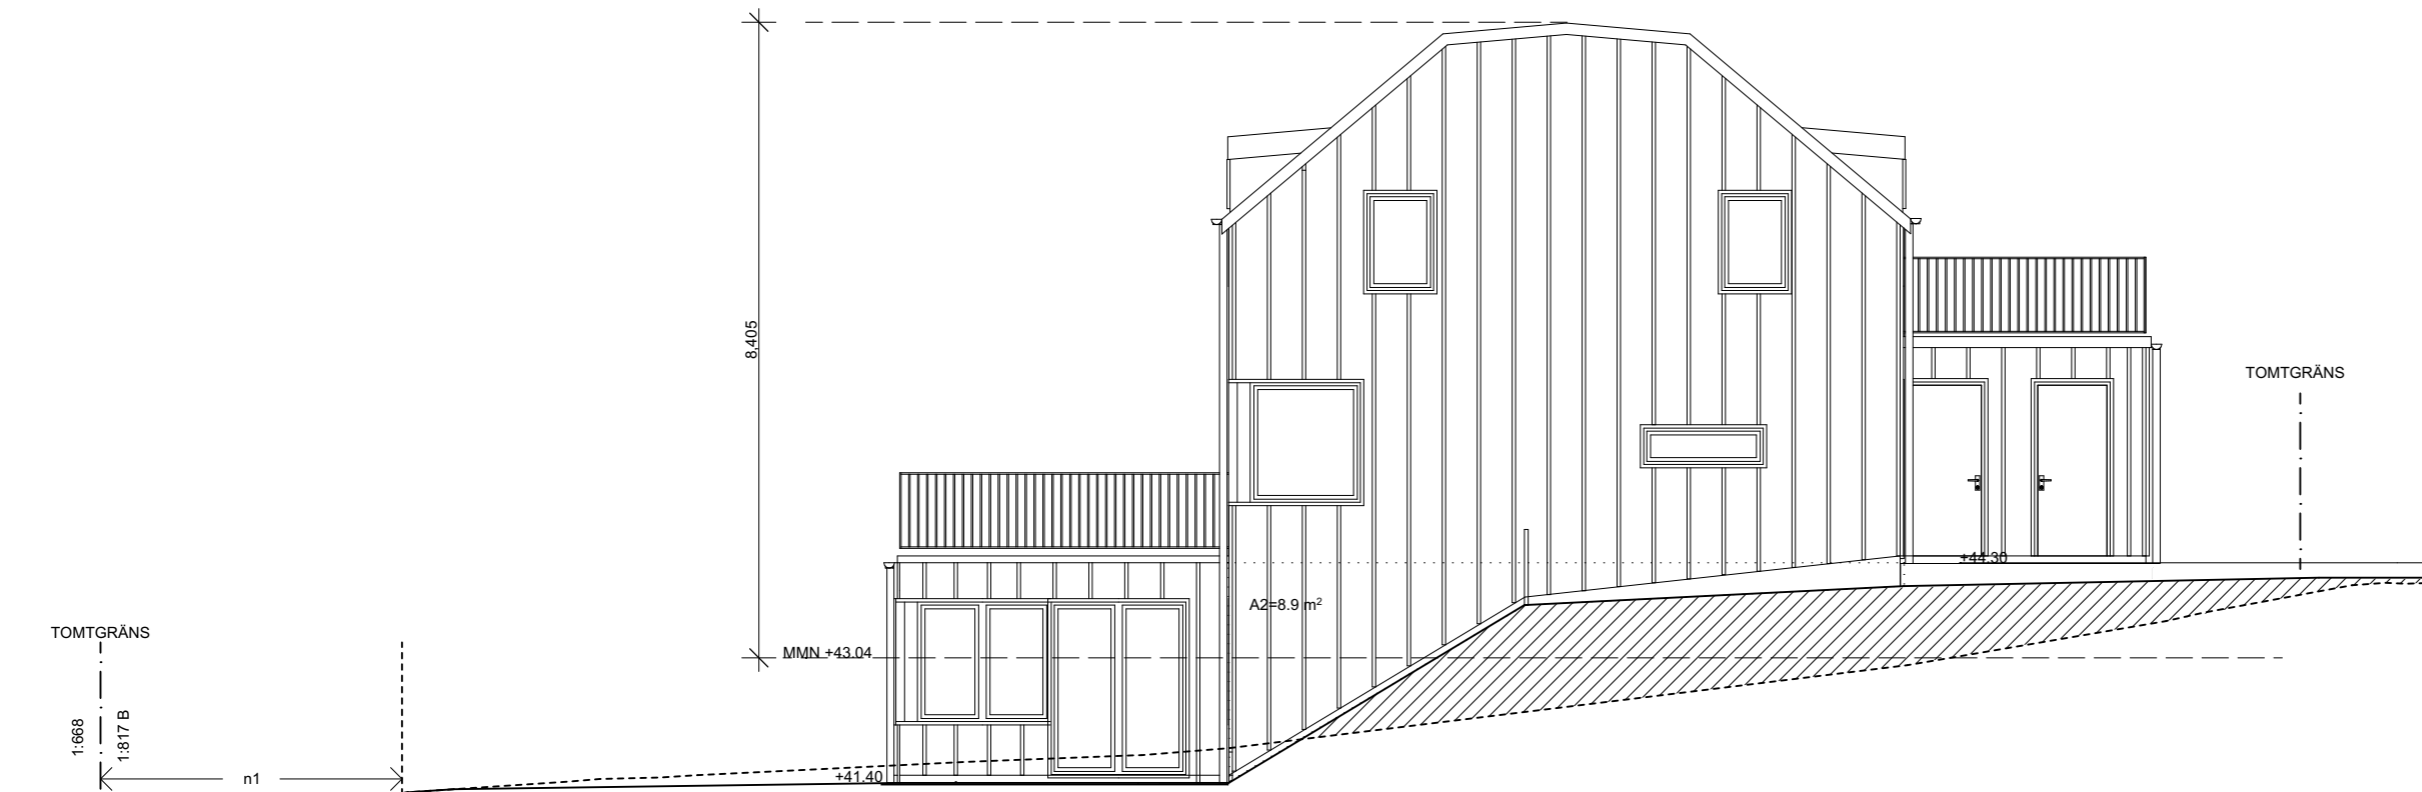 8,405
TOMTGRÄNS
+44.30
A2=8.9 m²
TOMTGRÄNS
MMN +43.04
1:668
1:817 B
n1
+41.40